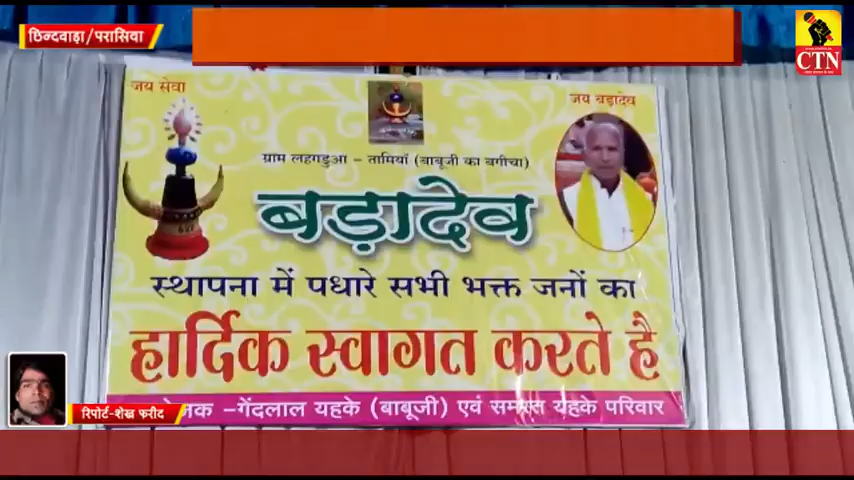 छिन्दवाड़ा/परासिया
CTN
जय सेवा
जय बड़ादेव
ग्राम लहगडुआ - तामियाँ (बाबूजी का बगीचा)
बड़ादेव
स्थापना में पधारे सभी भक्त जनों का
हार्दिक स्वागत करते है
-गेंदलाल यहके (बाबूजी) एवं समस्त यहके परिवार
रिपोर्ट-शेख फरीद